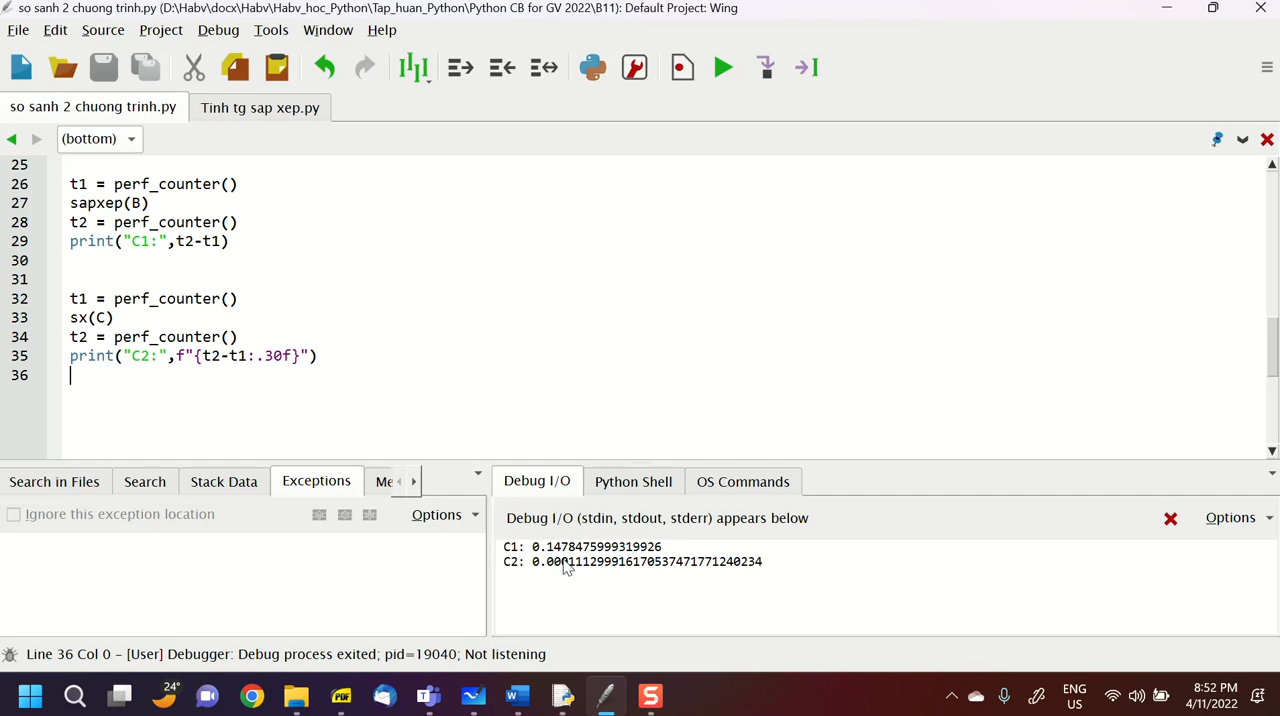 so sanh 2 chuong trinh.py (D:\Habv\docx\Habv\Habv_hoc_Python\Tap_huan_Python\Python CB for GV 2022\B11): Default Project: Wing
File Edit Source Project Debug Tools Window Help
so sanh 2 chuong trinh.py Tinh tg sap xep.py
(bottom)
25
26 t1 = perf_counter()
27 sapxep(B)
28 t2 = perf_counter()
29 print("C1:",t2-t1)
30
31
32 t1 = perf_counter()
33 sx(C)
34 t2 = perf_counter()
35 print("C2:",f"{t2-t1:.30f}")
36
Search in Files Search Stack Data Exceptions Me
Debug I/O Python Shell OS Commands
Ignore this exception location Options
Debug I/O (stdin, stdout, stderr) appears below Options
C1: 0.1478475999319926
C2: 0.000111299916170537471771240234
Line 36 Col 0 – [User] Debugger: Debug process exited; pid=19040; Not listening
24°
PDF
ENG
US
8:52 PM
4/11/2022